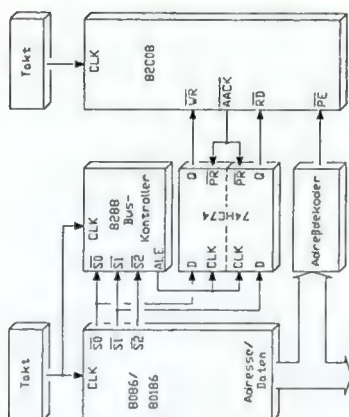 Takt
CLK
8086/
80186
S0
S1
S2
Adresse/
Daten
CLK
8288
Bus-
Kontroller
S0
S1
S2
ALE
D
CLK
CLK
D
74HC74
Q
PR
PR
Q
Adreßdekoder
Takt
CLK
82C08
WR
AACK
RD
PE